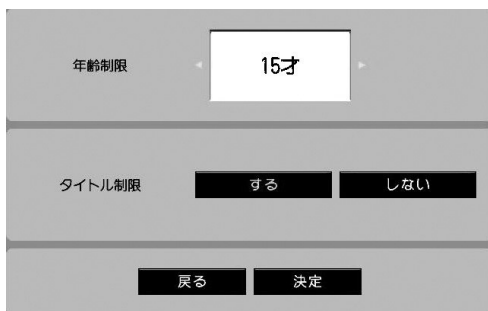 年齢制限 15才
タイトル制限 する しない
戻る 決定